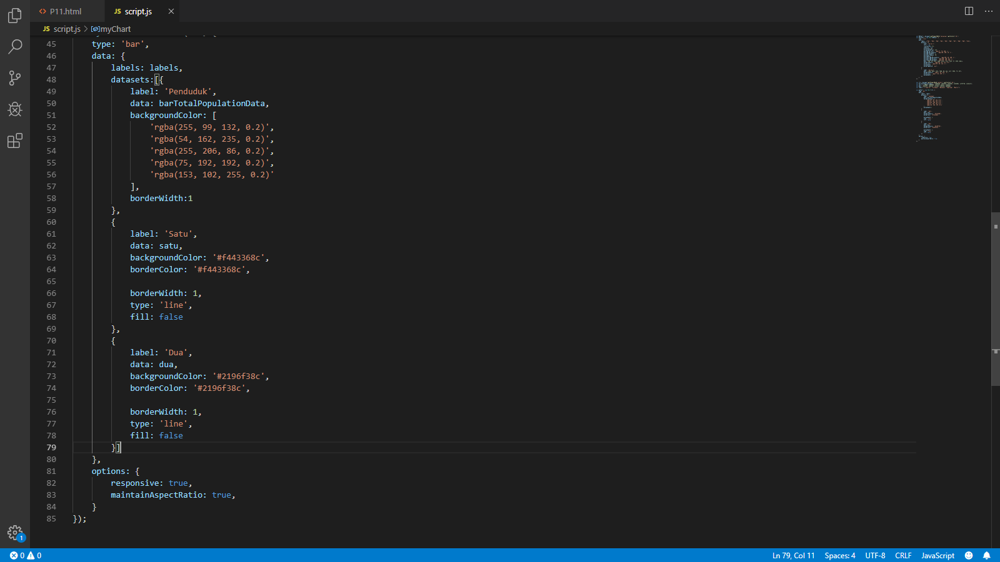 P11.html
JS script.js
JS script.js > myChart
45 type: 'bar',
46 data: {
47 labels: labels,
48 datasets:[{
49 label: 'Penduduk',
50 data: barTotalPopulationData,
51 backgroundColor: [
52 'rgba(255, 99, 132, 0.2)',
53 'rgba(54, 162, 235, 0.2)',
54 'rgba(255, 206, 86, 0.2)',
55 'rgba(75, 192, 192, 0.2)',
56 'rgba(153, 102, 255, 0.2)'
57 ],
58 borderWidth:1
59 },
60 {
61 label: 'Satu',
62 data: satu,
63 backgroundColor: '#f443368c',
64 borderColor: '#f443368c',
65
66 borderWidth: 1,
67 type: 'line',
68 fill: false
69 },
70 {
71 label: 'Dua',
72 data: dua,
73 backgroundColor: '#2196f38c',
74 borderColor: '#2196f38c',
75
76 borderWidth: 1,
77 type: 'line',
78 fill: false
79 }]
80 },
81 options: {
82 responsive: true,
83 maintainAspectRatio: true,
84 }
85 });
1
0 0 Ln 79, Col 11 Spaces: 4 UTF-8 CRLF JavaScript